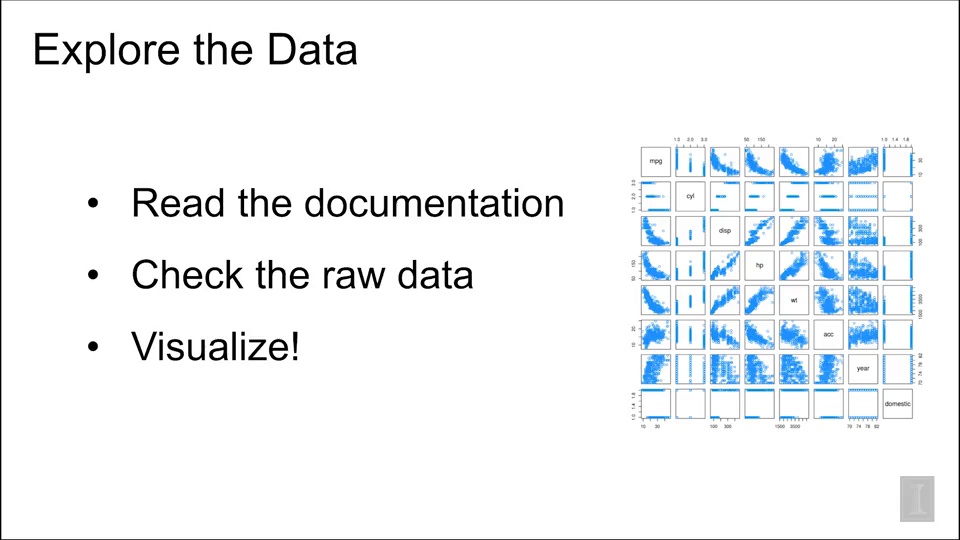 Explore the Data
• Read the documentation
• Check the raw data
• Visualize!
1.0 2.0 3.0
50 150
10 20
1.0 1.4 1.8
mpg
10 30
1.0 2.0 3.0
cyl
disp
100 300
50 150
hp
wt
1500 3500
10 20
acc
year
70 74 78 82
1.0 1.4 1.8
domestic
10 30
100 300
1500 3500
70 74 78 82
I